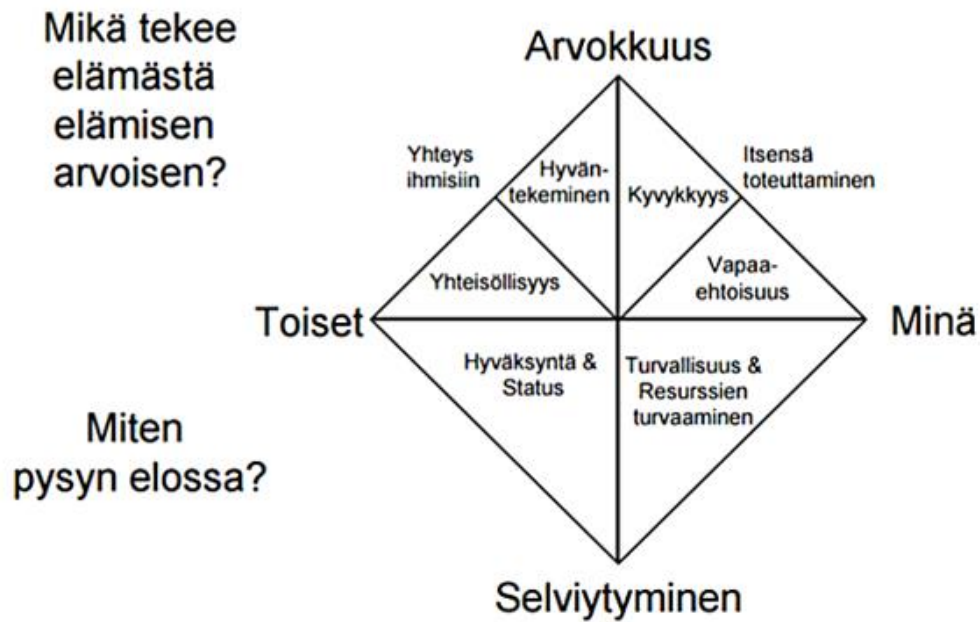 Mikä tekee
elämästä
elämisen
arvoisen?
Arvokkuus
Yhteys
ihmisiin
Hyvän-
tekeminen
Kyvykkyys
Itsensä
toteuttaminen
Yhteisöllisyys
Vapaa-
ehtoisuus
Toiset
Minä
Hyväksyntä &
Status
Turvallisuus &
Resurssien
turvaaminen
Miten
pysyn elossa?
Selviytyminen